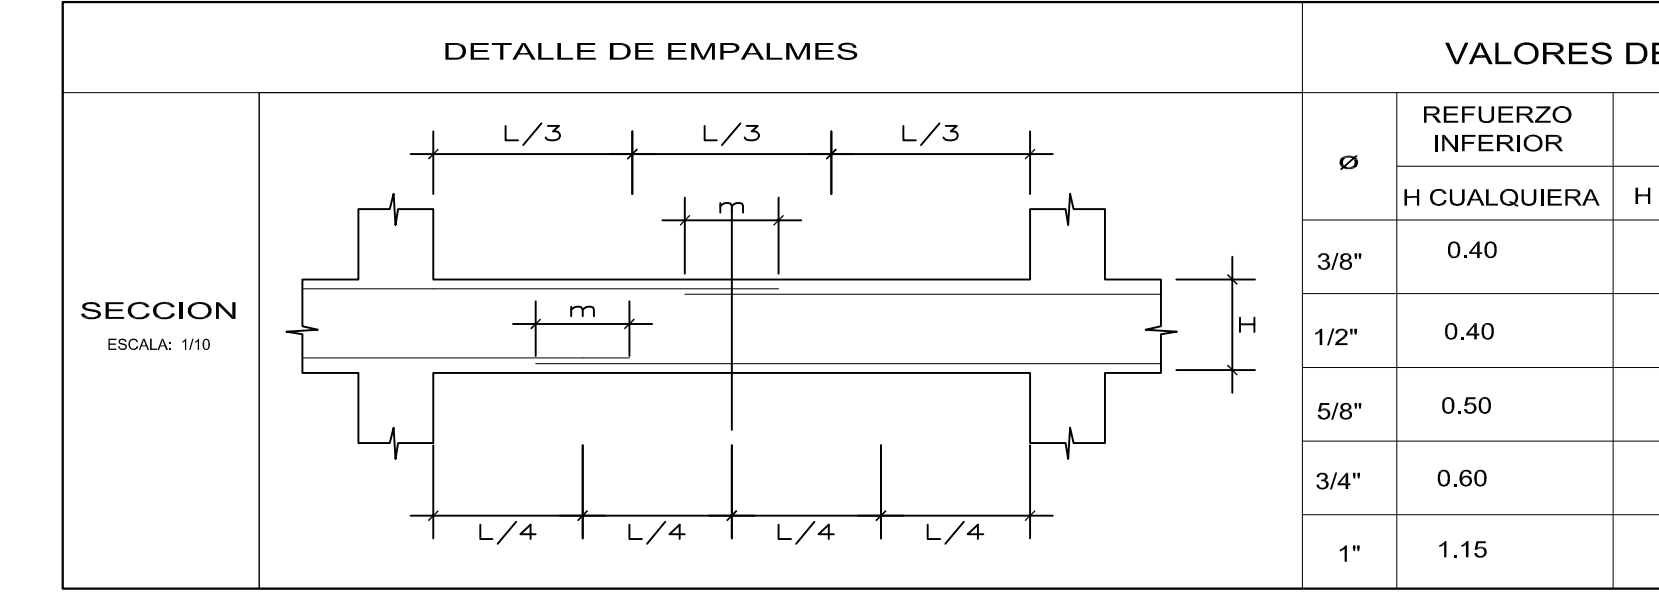 DETALLE DE EMPALMES
VALORES DE
L/3 L/3 L/3
REFUERZO
INFERIOR
Ø
H CUALQUIERA
H
m
3/8" 0.40
SECCION
ESCALA: 1/10
m
H
1/2" 0.40
5/8" 0.50
3/4" 0.60
L/4 L/4 L/4 L/4
1" 1.15